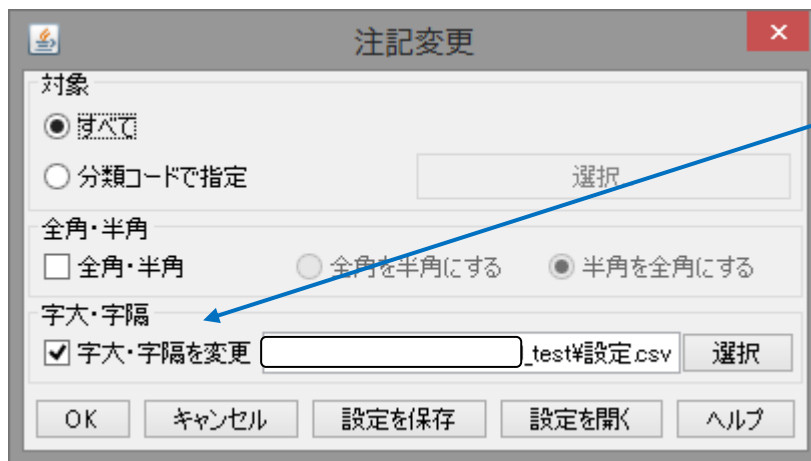 注記変更
対象
すべて
分類コードで指定 選択
全角・半角
全角・半角 全角を半角にする 半角を全角にする
字大・字隔
字大・字隔を変更 _test¥設定.csv 選択
OK キャンセル 設定を保存 設定を開く ヘルプ